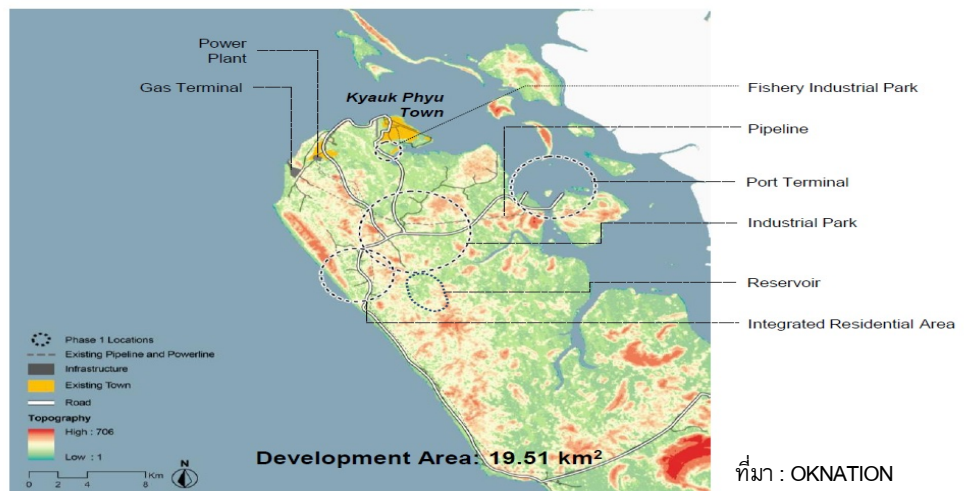 Power
Plant
Gas Terminal
Kyauk Phyu
Town
Fishery Industrial Park
Pipeline
Port Terminal
Industrial Park
Reservoir
Integrated Residential Area
Phase 1 Locations
Existing Pipeline and Powerline
Infrastructure
Existing Town
Road
Topography
High : 706
Low : 1
0 2 4 8 Km
N
Development Area: 19.51 km²
ที่มา : OKNATION